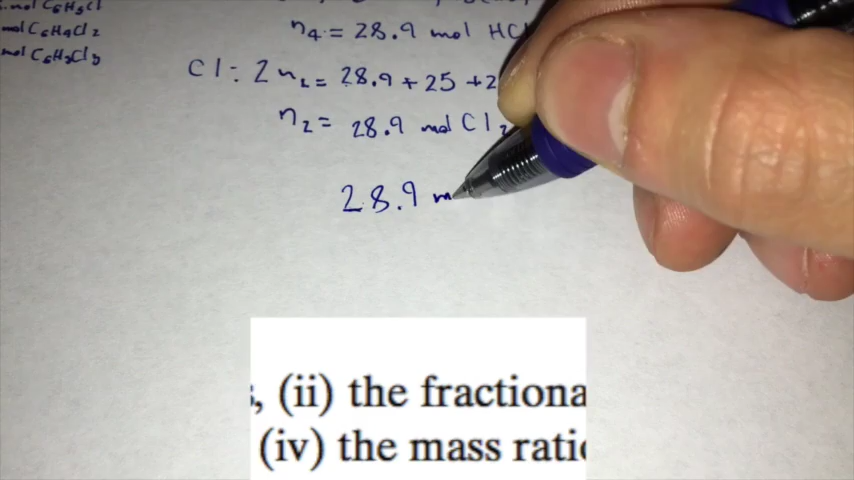 mol C₆H₅Cl
mol C₆H₄Cl₂
mol C₆H₃Cl₃
n₄ = 28.9 mol HCl
Cl: 2n₂ = 28.9 + 25 + 2
n₂ = 28.9 mol Cl₂
28.9 m
, (ii) the fractiona
(iv) the mass ratio